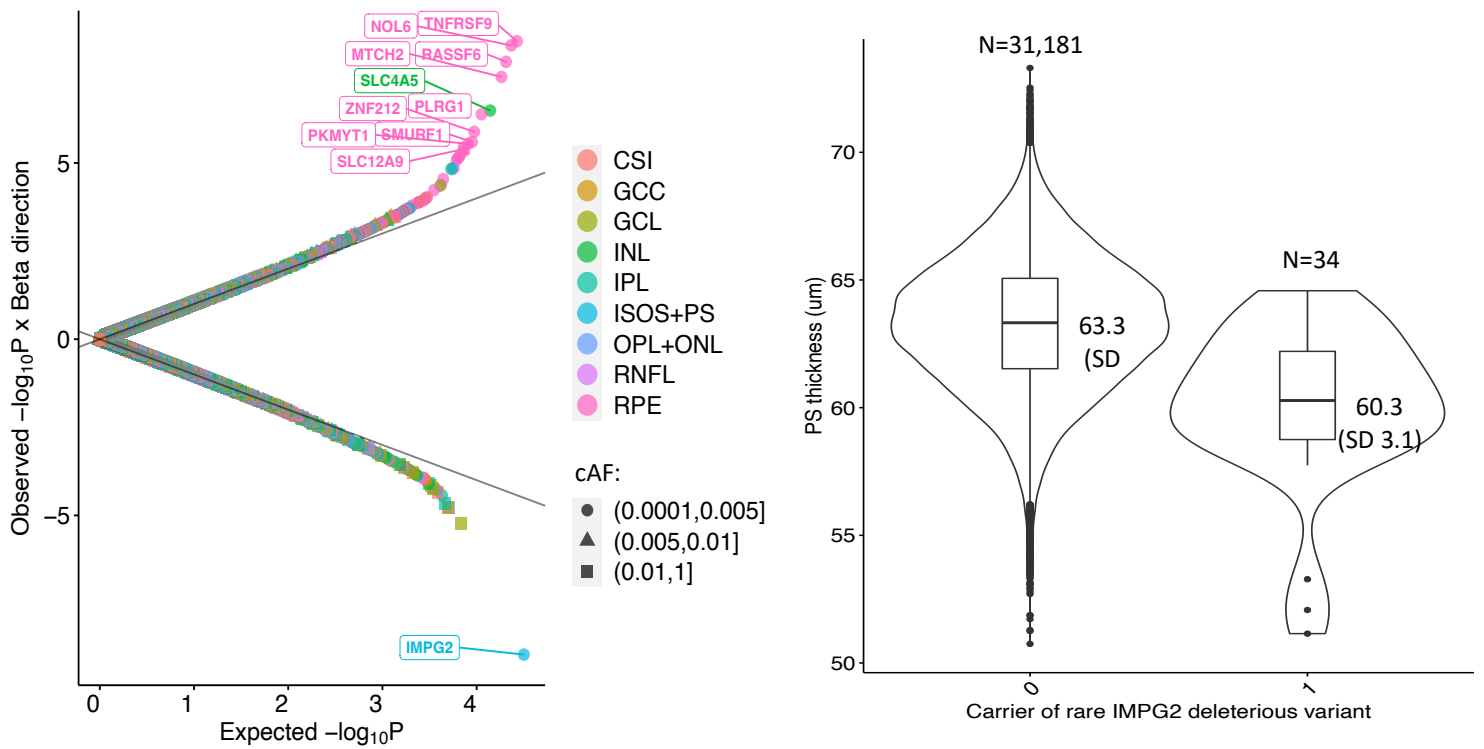 NOL6
TNFRSF9
MTCH2
RASSF6
SLC4A5
ZNF212
PLRG1
PKMYT1
SMURF1
SLC12A9
IMPG2
5
0
−5
0
1
2
3
4
Observed −log10P x Beta direction
Expected −log10P
CSI
GCC
GCL
INL
IPL
ISOS+PS
OPL+ONL
RNFL
RPE
cAF:
(0.0001,0.005]
(0.005,0.01]
(0.01,1]
N=31,181
N=34
63.3
(SD
60.3
(SD 3.1)
70
65
60
55
50
PS thickness (um)
0
1
Carrier of rare IMPG2 deleterious variant